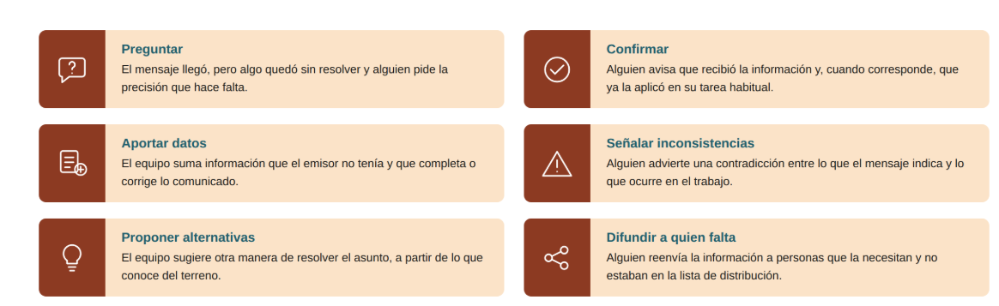 Preguntar
El mensaje llegó, pero algo quedó sin resolver y alguien pide la
precisión que hace falta.
Confirmar
Alguien avisa que recibió la información y, cuando corresponde, que
ya la aplicó en su tarea habitual.
Aportar datos
El equipo suma información que el emisor no tenía y que completa o
corrige lo comunicado.
Señalar inconsistencias
Alguien advierte una contradicción entre lo que el mensaje indica y lo
que ocurre en el trabajo.
Proponer alternativas
El equipo sugiere otra manera de resolver el asunto, a partir de lo que
conoce del terreno.
Difundir a quien falta
Alguien reenvía la información a personas que la necesitan y no
estaban en la lista de distribución.